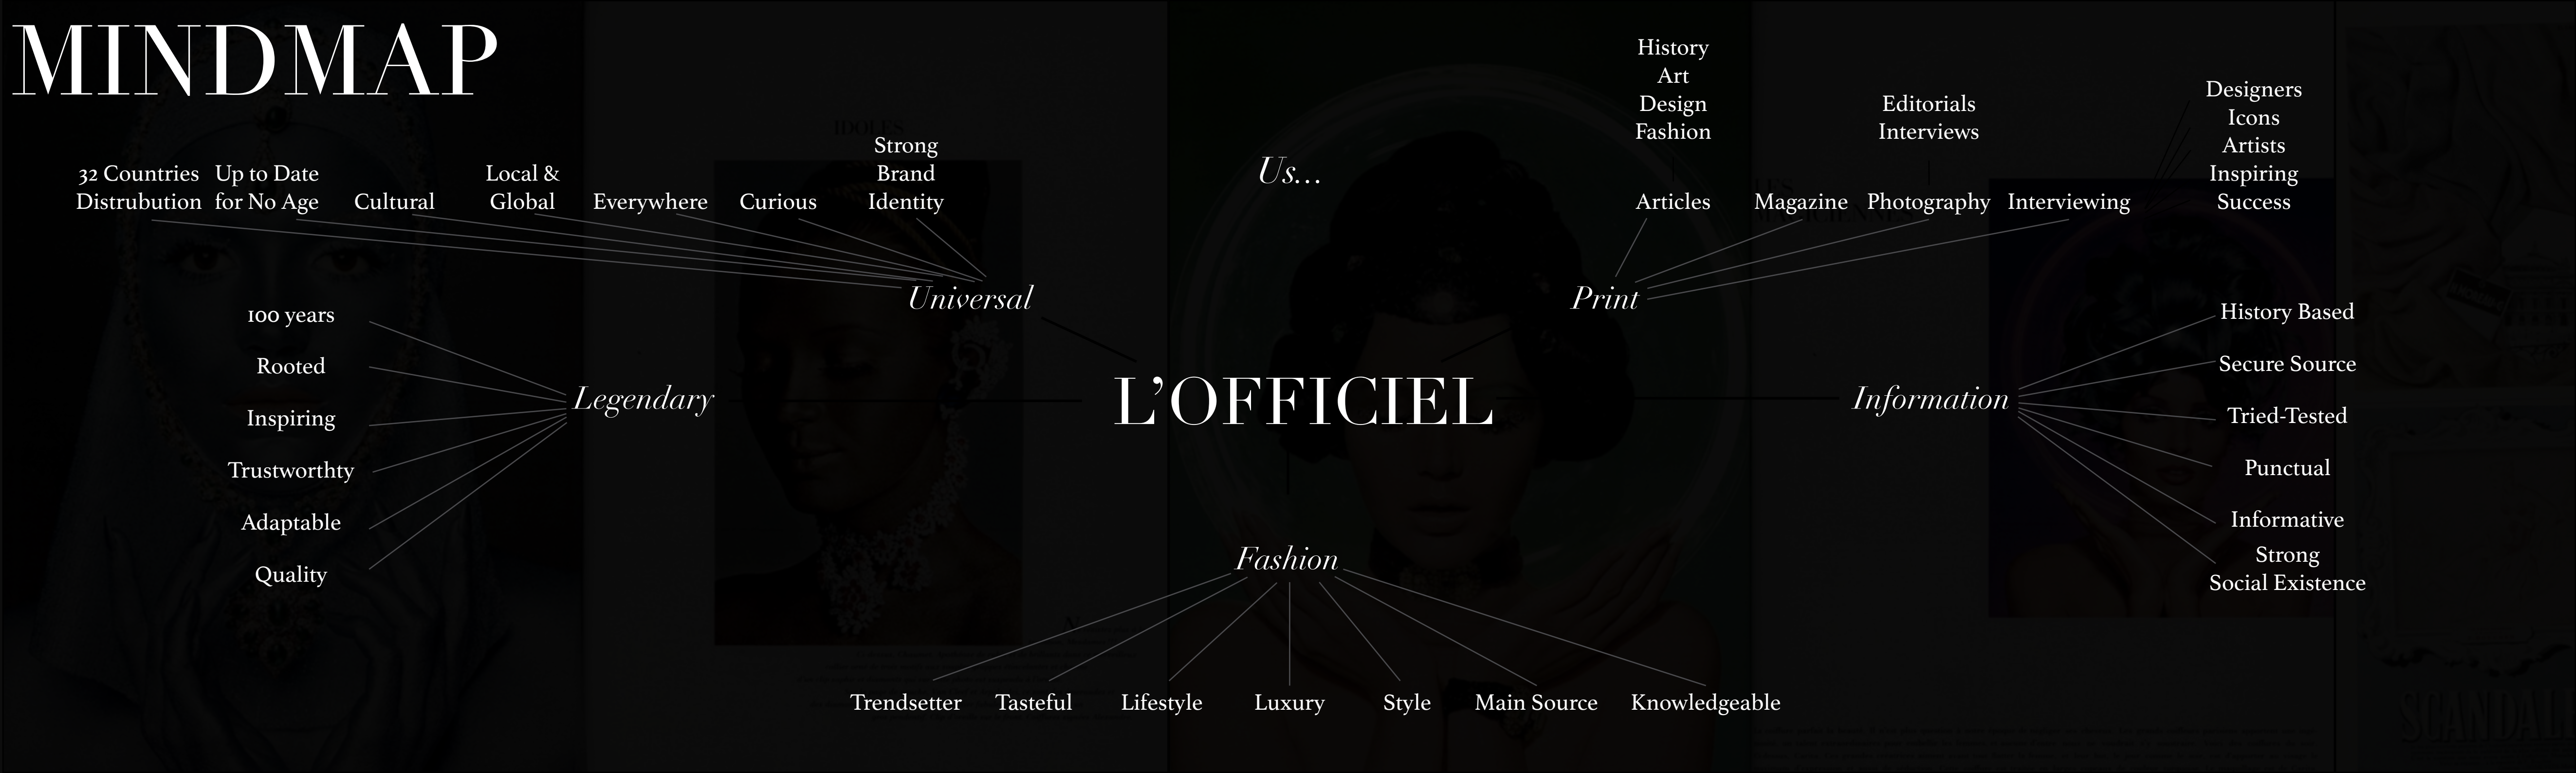 MINDMAP
32 Countries
Distrubution
Up to Date
for No Age
Cultural
Local &
Global
Everywhere
Curious
Strong
Brand
Identity
Universal
Us...
History
Art
Design
Fashion
Articles
Magazine
Editorials
Interviews
Photography
Interviewing
Designers
Icons
Artists
Inspiring
Success
Print
100 years
Rooted
Inspiring
Trustworthty
Adaptable
Quality
Legendary
L'OFFICIEL
Information
History Based
Secure Source
Tried-Tested
Punctual
Informative
Strong
Social Existence
Fashion
Trendsetter
Tasteful
Lifestyle
Luxury
Style
Main Source
Knowledgeable
IDOLES